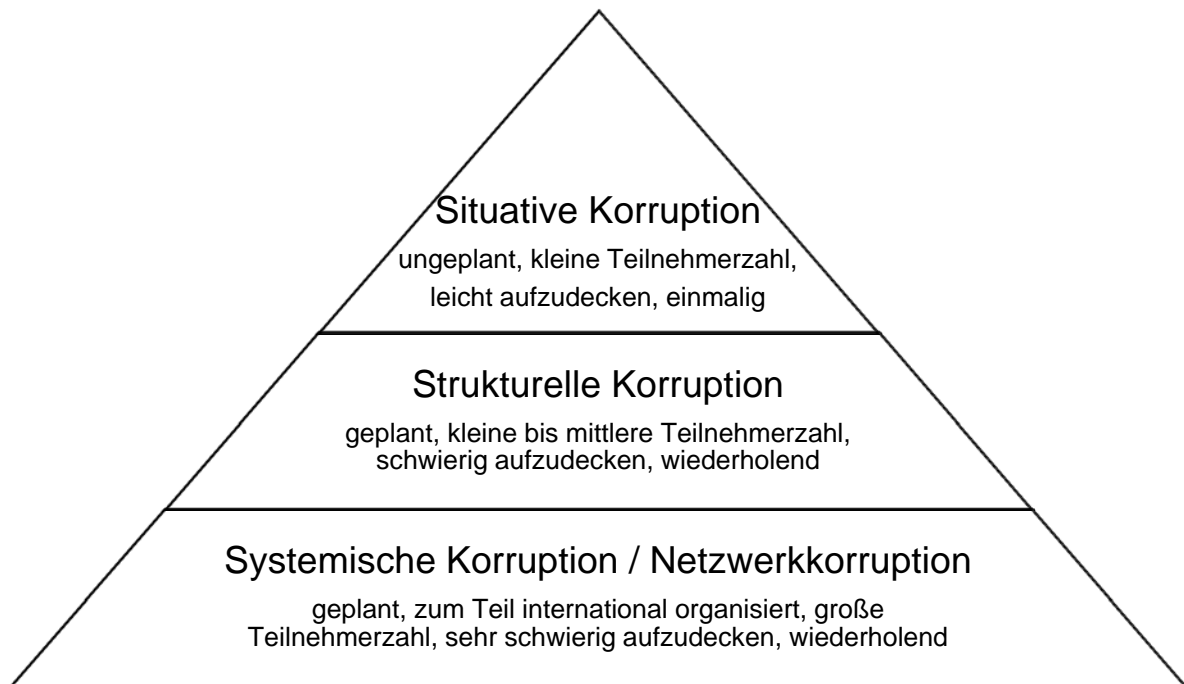 Situative Korruption
ungeplant, kleine Teilnehmerzahl,
leicht aufzudecken, einmalig
Strukturelle Korruption
geplant, kleine bis mittlere Teilnehmerzahl,
schwierig aufzudecken, wiederholend
Systemische Korruption / Netzwerkkorruption
geplant, zum Teil international organisiert, große
Teilnehmerzahl, sehr schwierig aufzudecken, wiederholend